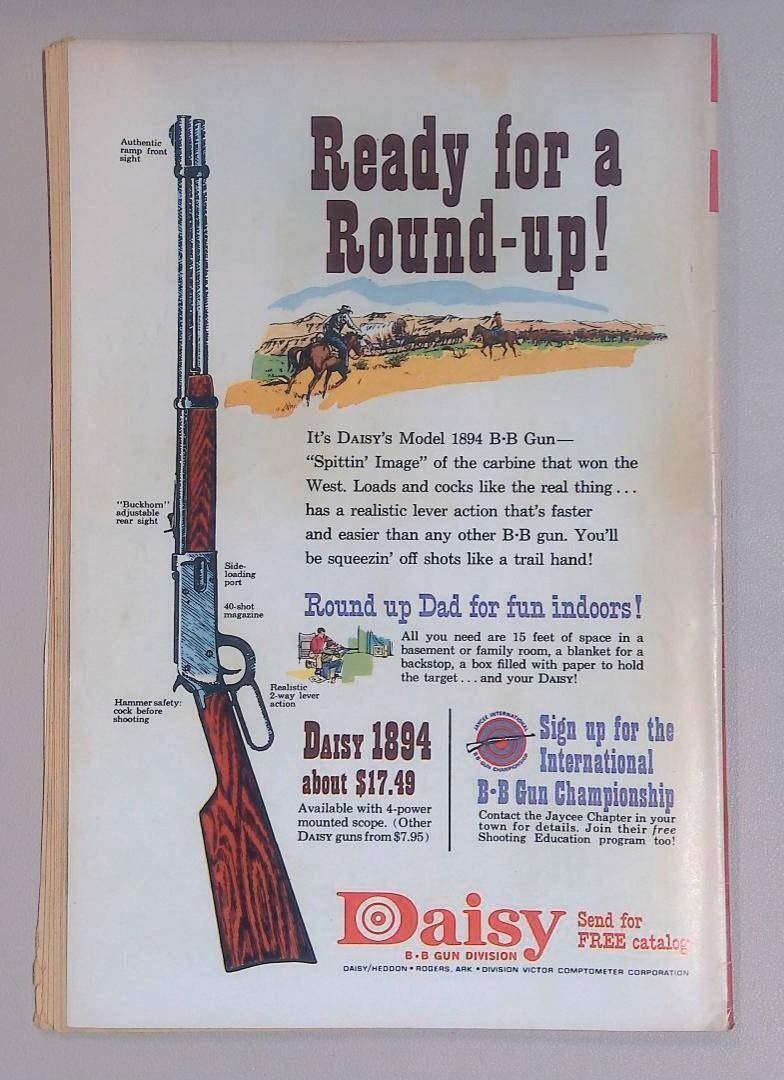 Ready for a
Round-up!
Authentic
ramp front
sight
It's DAISY's Model 1894 B·B Gun—
"Spittin' Image" of the carbine that won the
West. Loads and cocks like the real thing...
has a realistic lever action that's faster
and easier than any other B·B gun. You'll
be squeezin' off shots like a trail hand!
"Buckhorn"
adjustable
rear sight
Side-
loading
port
40-shot
magazine
Round up Dad for fun indoors!
All you need are 15 feet of space in a
basement or family room, a blanket for a
backstop, a box filled with paper to hold
the target...and your DAISY!
Realistic
2-way lever
action
Hammer safety:
cock before
shooting
DAISY 1894
about $17.49
Available with 4-power
mounted scope. (Other
DAISY guns from $7.95)
JAYCEE INTERNATIONAL
B·B GUN CHAMPIONSHIP
Sign up for the
International
B·B Gun Championship
Contact the Jaycee Chapter in your
town for details. Join their free
Shooting Education program too!
Daisy
B·B GUN DIVISION
Send for
FREE catalog
DAISY/HEDDON • ROGERS, ARK • DIVISION VICTOR COMPTOMETER CORPORATION